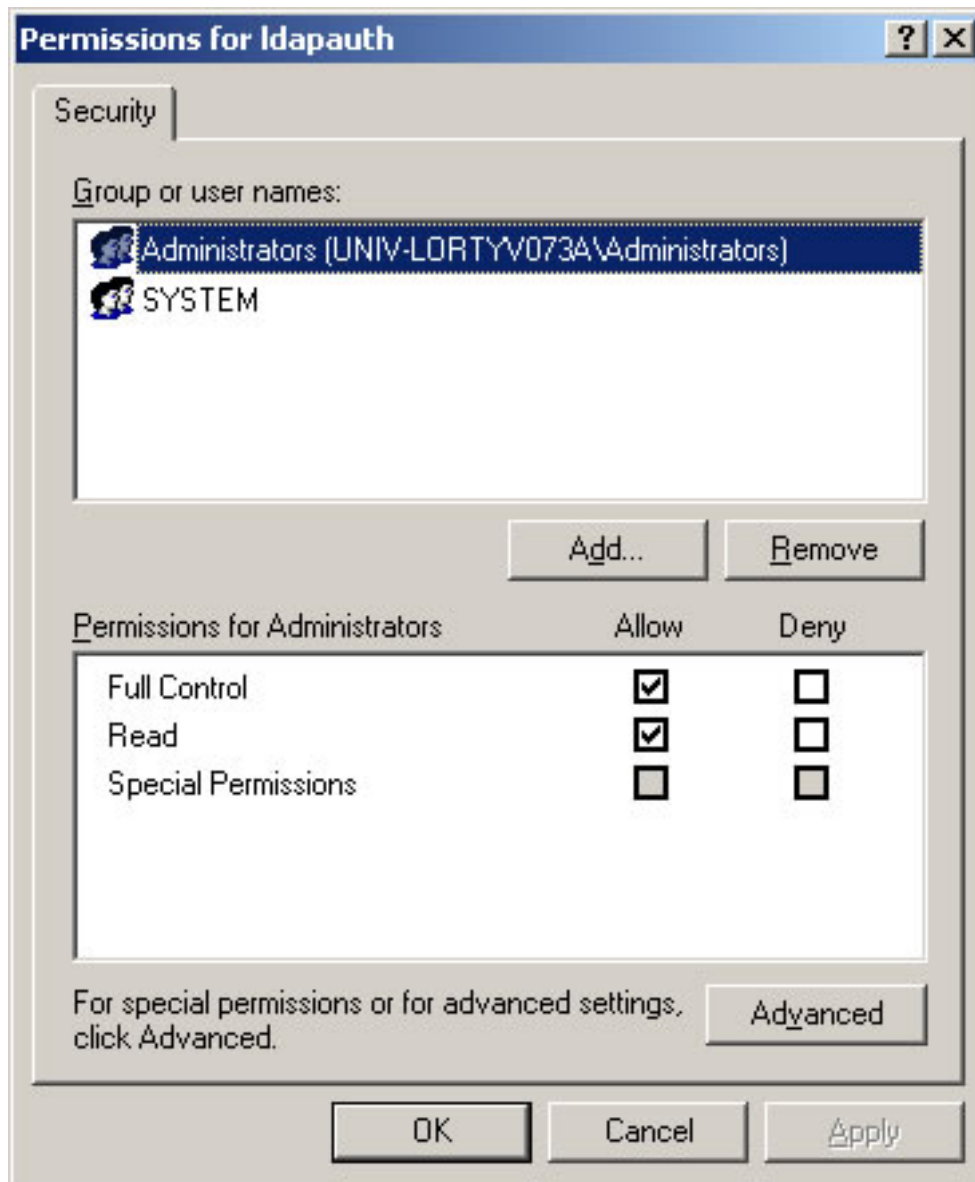 Permissions for ldapauth
Security
Group or user names:
Administrators (UNIV-LORTYV073A\Administrators)
SYSTEM
Add... Remove
Permissions for Administrators Allow Deny
Full Control
Read
Special Permissions
For special permissions or for advanced settings,
click Advanced.
Advanced
OK Cancel Apply